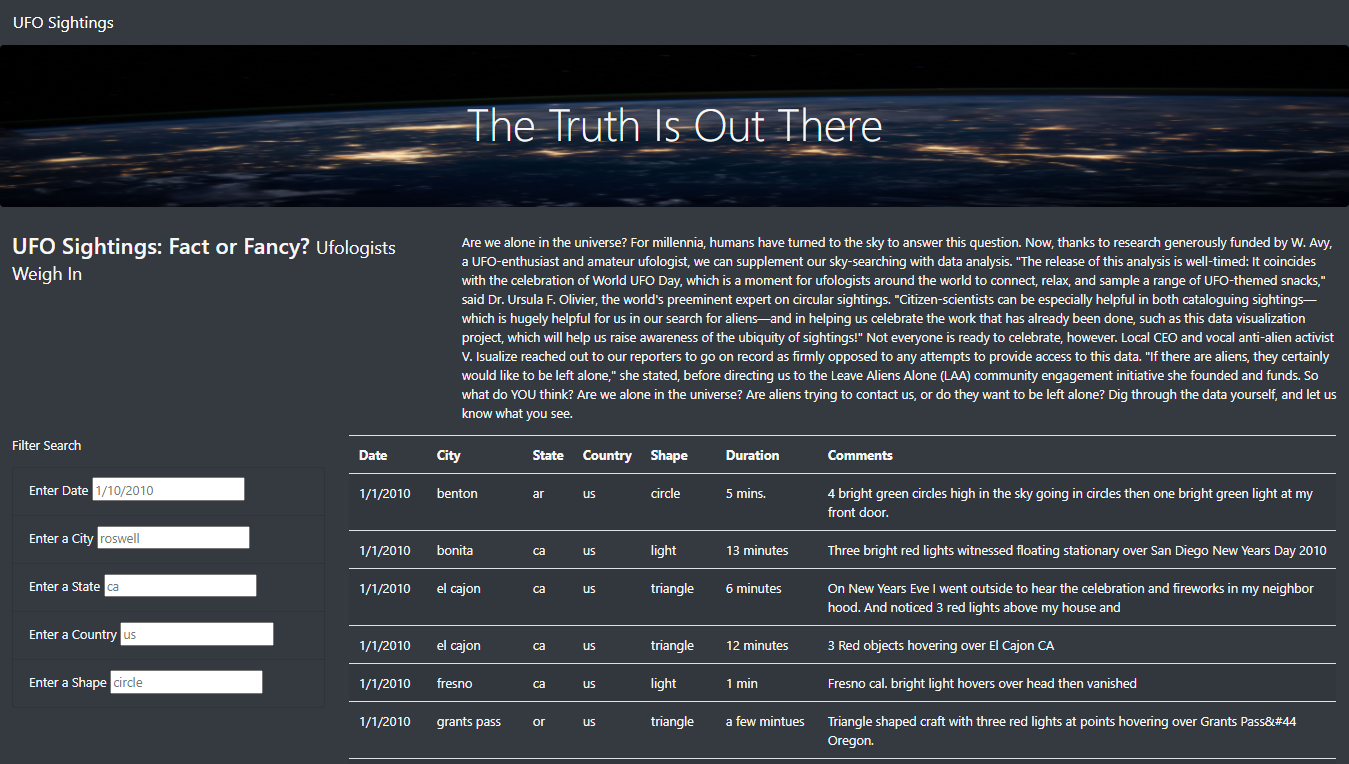 UFO Sightings
The Truth Is Out There
UFO Sightings: Fact or Fancy? Ufologists
Weigh In
Are we alone in the universe? For millennia, humans have turned to the sky to answer this question. Now, thanks to research generously funded by W. Avy,
a UFO-enthusiast and amateur ufologist, we can supplement our sky-searching with data analysis. "The release of this analysis is well-timed: It coincides
with the celebration of World UFO Day, which is a moment for ufologists around the world to connect, relax, and sample a range of UFO-themed snacks,"
said Dr. Ursula F. Olivier, the world's preeminent expert on circular sightings. "Citizen-scientists can be especially helpful in both cataloguing sightings—
which is hugely helpful for us in our search for aliens—and in helping us celebrate the work that has already been done, such as this data visualization
project, which will help us raise awareness of the ubiquity of sightings!" Not everyone is ready to celebrate, however. Local CEO and vocal anti-alien activist
V. Isualize reached out to our reporters to go on record as firmly opposed to any attempts to provide access to this data. "If there are aliens, they certainly
would like to be left alone," she stated, before directing us to the Leave Aliens Alone (LAA) community engagement initiative she founded and funds. So
what do YOU think? Are we alone in the universe? Are aliens trying to contact us, or do they want to be left alone? Dig through the data yourself, and let us
know what you see.
Filter Search
Enter Date 1/10/2010
Enter a City roswell
Enter a State ca
Enter a Country us
Enter a Shape circle
Date City State Country Shape Duration Comments
1/1/2010 benton ar us circle 5 mins. 4 bright green circles high in the sky going in circles then one bright green light at my
front door.
1/1/2010 bonita ca us light 13 minutes Three bright red lights witnessed floating stationary over San Diego New Years Day 2010
1/1/2010 el cajon ca us triangle 6 minutes On New Years Eve I went outside to hear the celebration and fireworks in my neighbor
hood. And noticed 3 red lights above my house and
1/1/2010 el cajon ca us triangle 12 minutes 3 Red objects hovering over El Cajon CA
1/1/2010 fresno ca us light 1 min Fresno cal. bright light hovers over head then vanished
1/1/2010 grants pass or us triangle a few mintues Triangle shaped craft with three red lights at points hovering over Grants Pass&#44
Oregon.